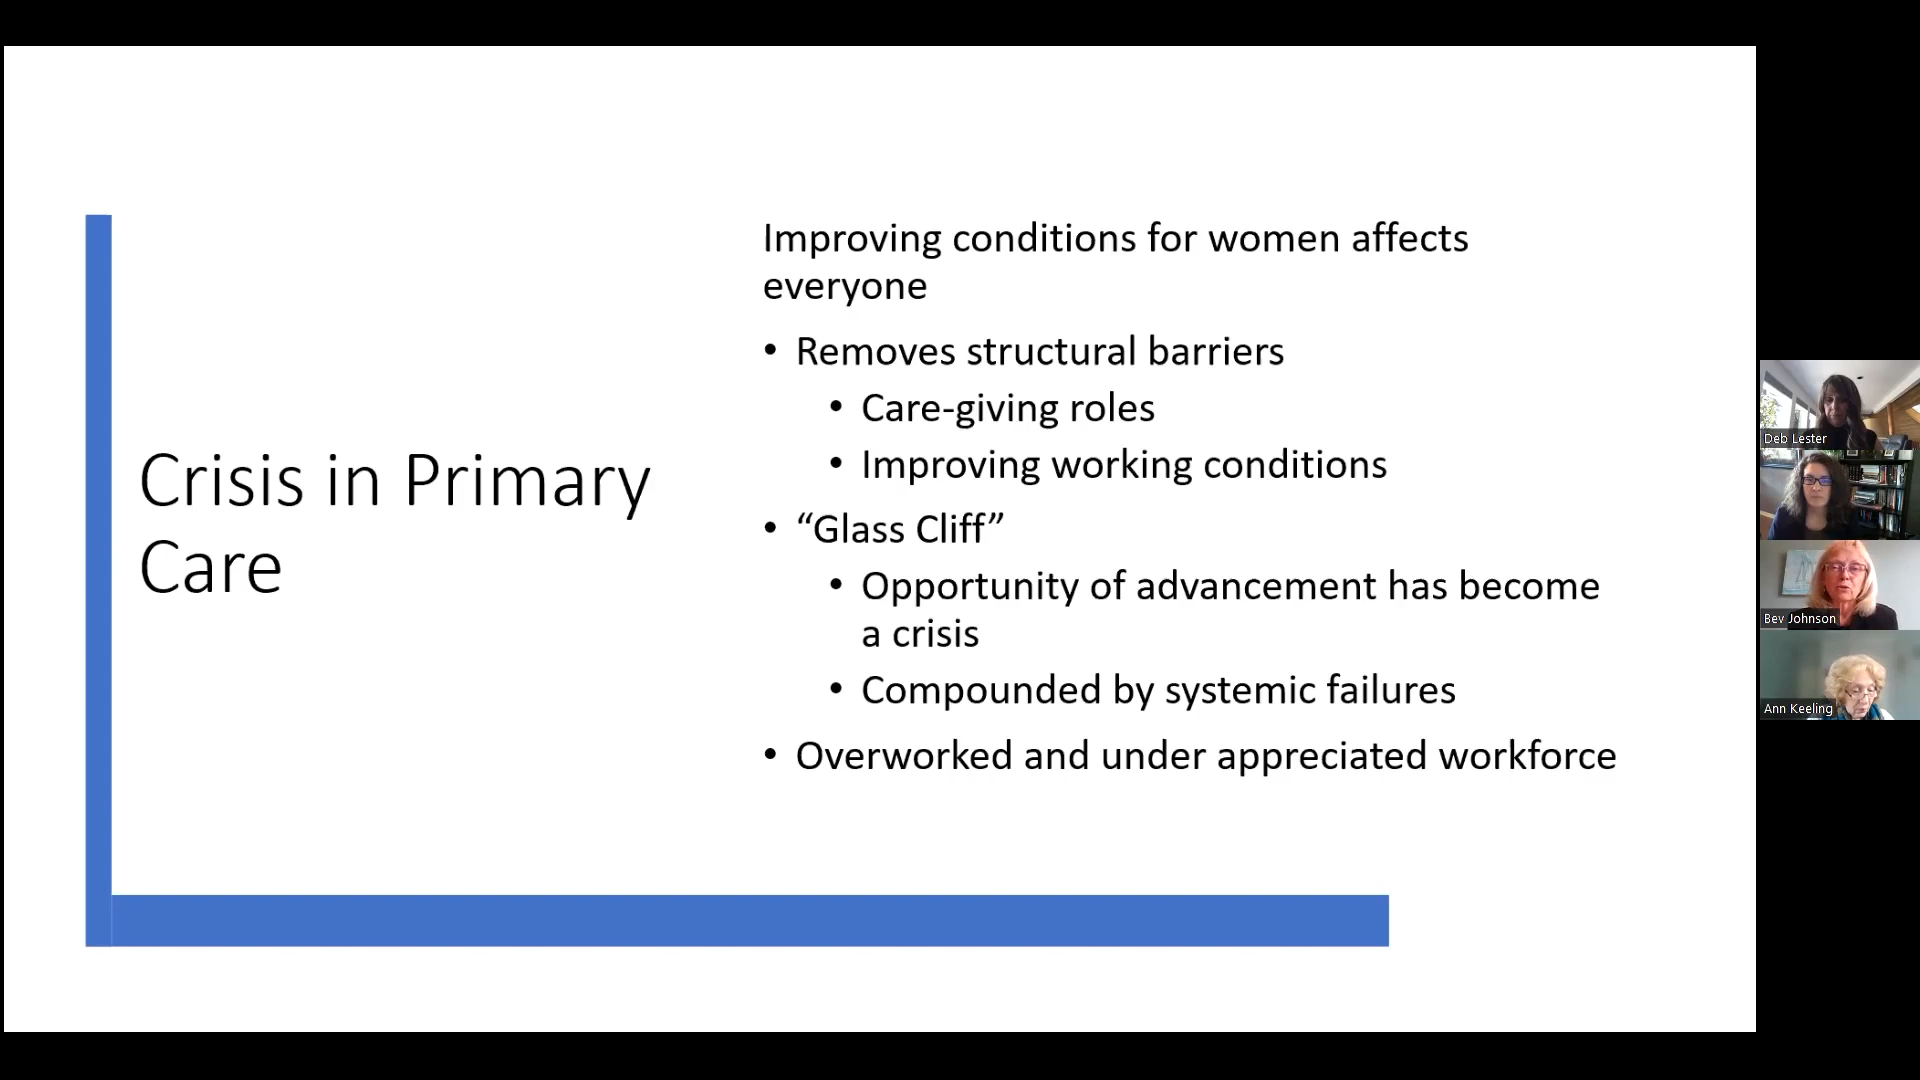 Crisis in Primary
Care
Improving conditions for women affects
everyone
• Removes structural barriers
• Care-giving roles
• Improving working conditions
• “Glass Cliff”
• Opportunity of advancement has become
a crisis
• Compounded by systemic failures
• Overworked and under appreciated workforce
Deb Lester
Bev Johnson
Ann Keeling